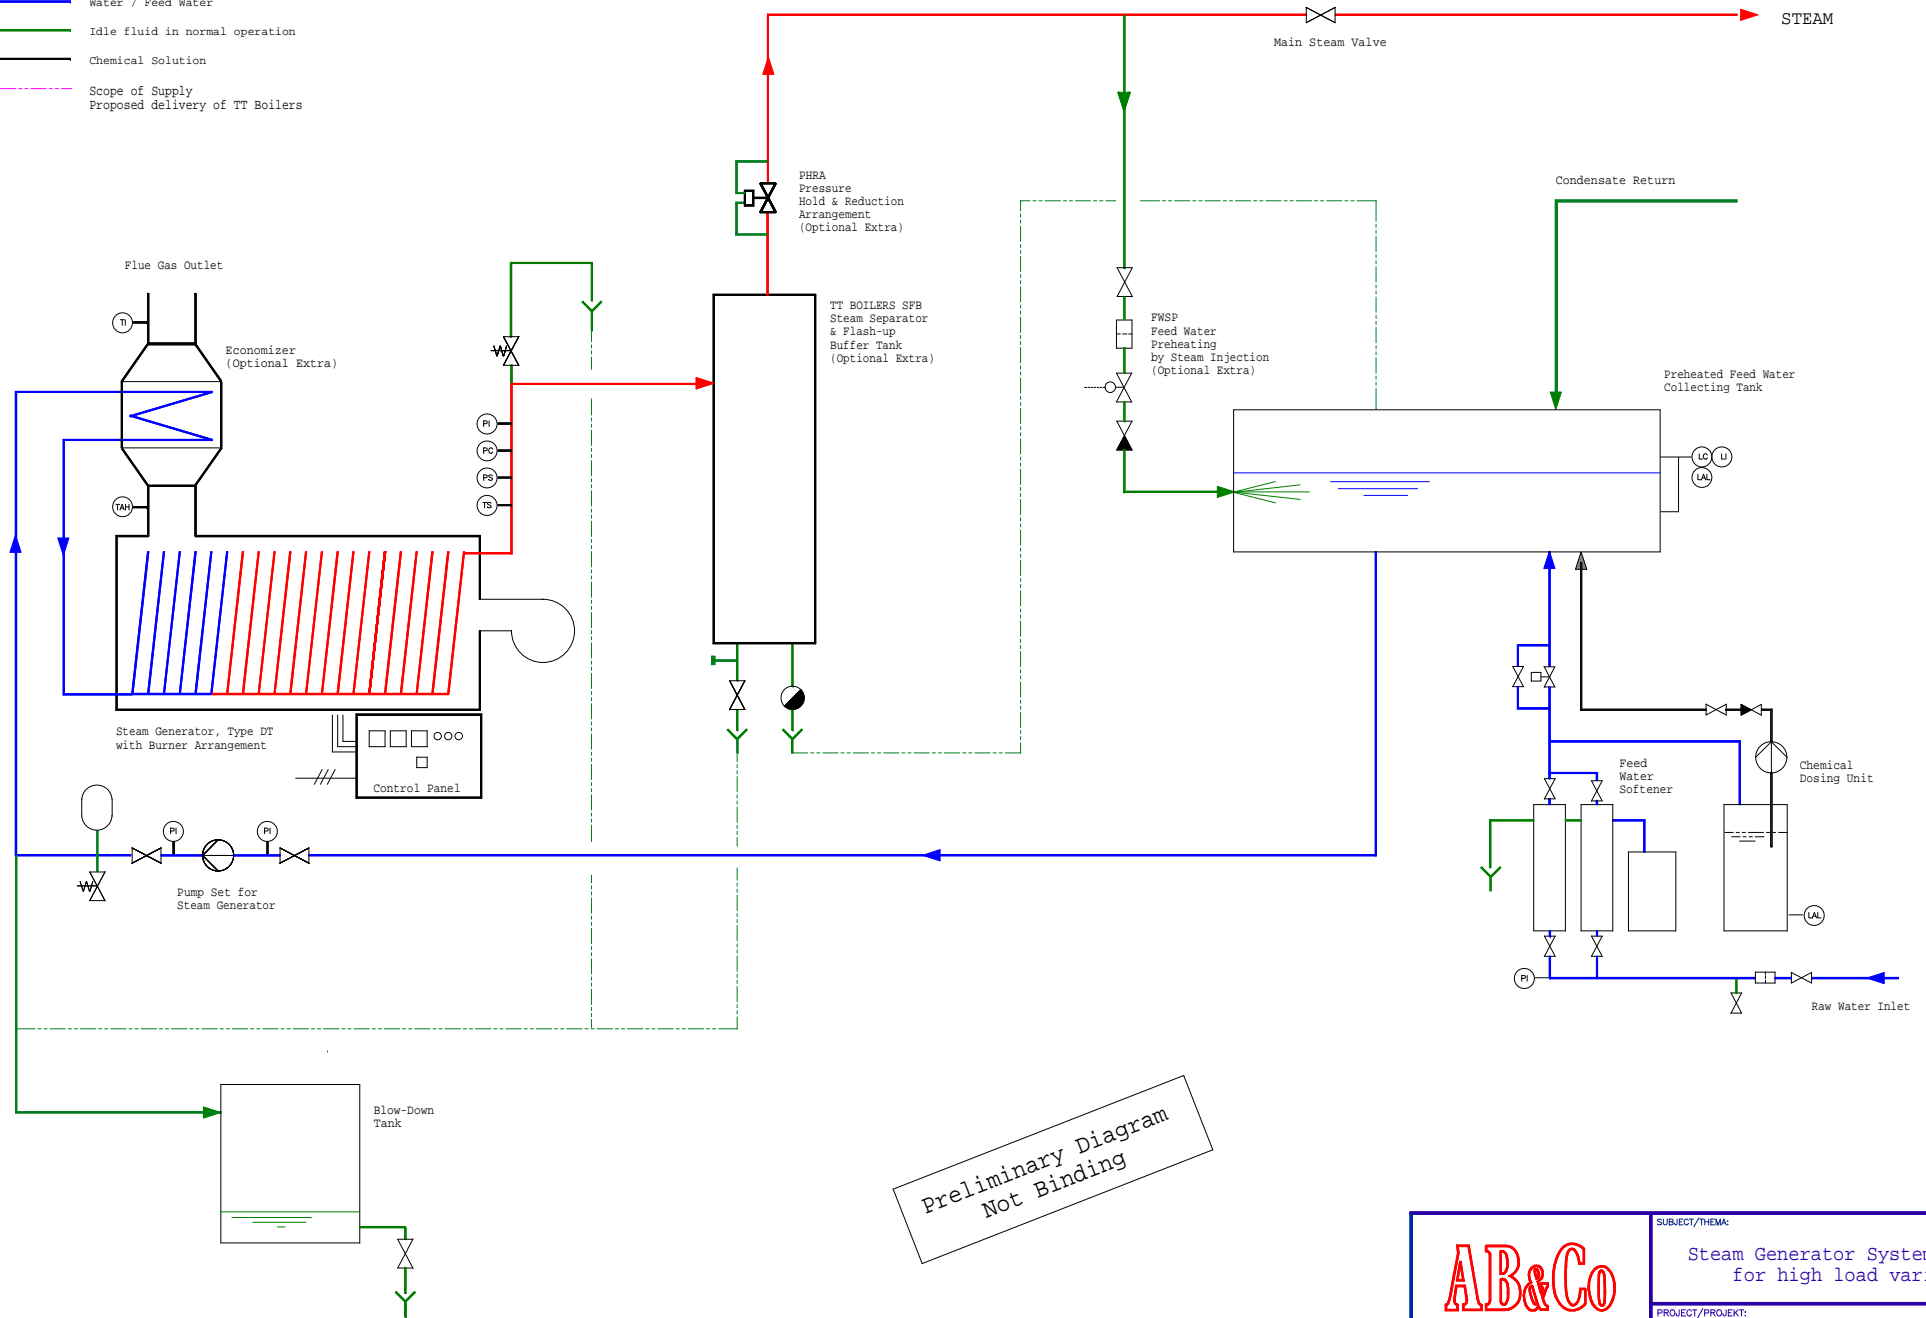 Water / Feed Water
Idle fluid in normal operation
Chemical Solution
Scope of Supply
Proposed delivery of TT Boilers
STEAM
Main Steam Valve
PHRA
Pressure
Hold & Reduction
Arrangement
(Optional Extra)
Condensate Return
Flue Gas Outlet
TI
Economizer
(Optional Extra)
TT BOILERS SFB
Steam Separator
& Flash-up
Buffer Tank
(Optional Extra)
FWSP
Feed Water
Preheating
by Steam Injection
(Optional Extra)
Preheated Feed Water
Collecting Tank
PI
PC
PS
TS
TAH
LC
LI
LAL
Steam Generator, Type DT
with Burner Arrangement
Control Panel
Feed
Water
Softener
Chemical
Dosing Unit
PI
PI
Pump Set for
Steam Generator
LAL
PI
Raw Water Inlet
Blow-Down
Tank
Preliminary Diagram
Not Binding
SUBJECT/THEMA:
Steam Generator System
for high load vari
AB&Co
PROJECT/PROJEKT: